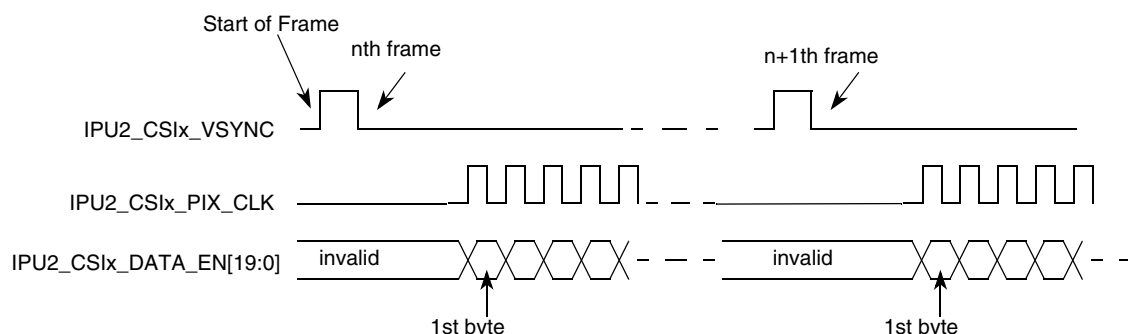 Start of Frame
nth frame
n+1th frame
IPU2_CSIx_VSYNC
IPU2_CSIx_PIX_CLK
IPU2_CSIx_DATA_EN[19:0]
invalid
invalid
1st byte
1st byte